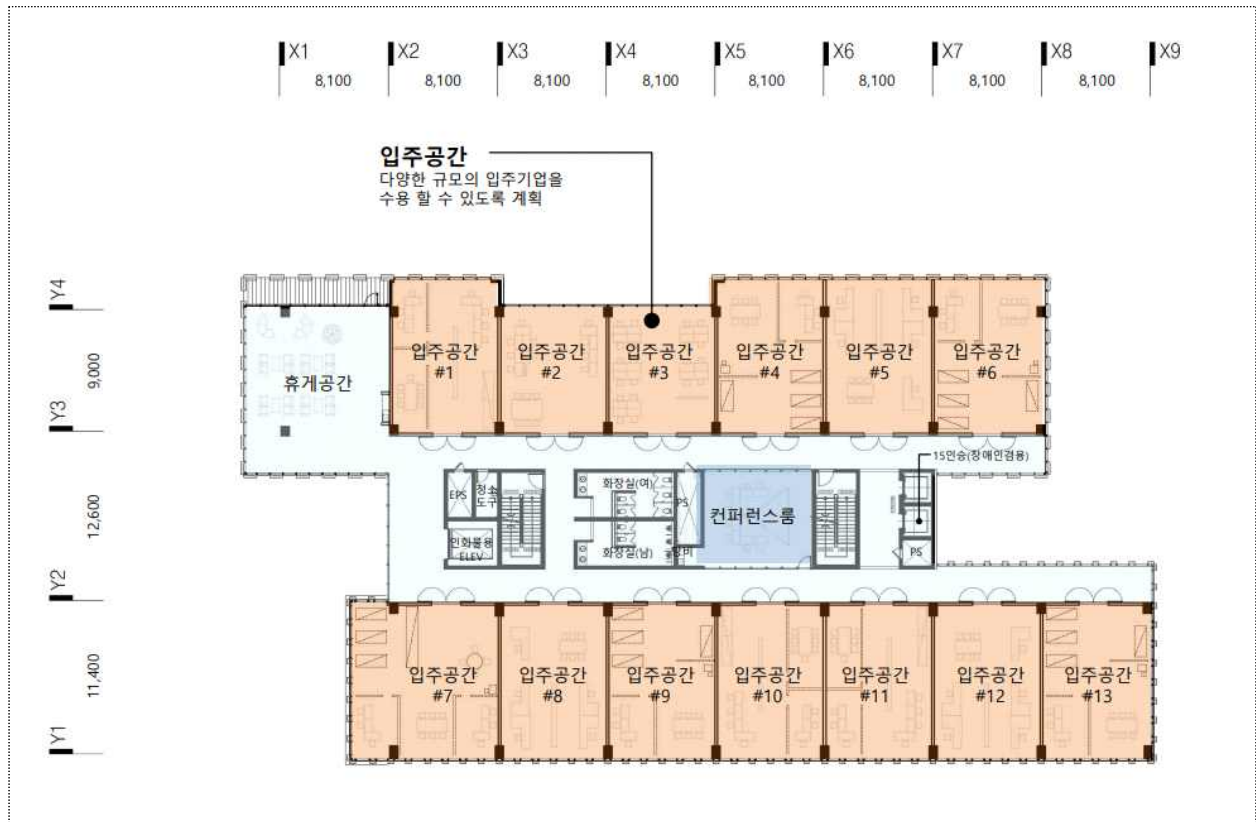 X1 X2 X3 X4 X5 X6 X7 X8 X9
8,100 8,100 8,100 8,100 8,100 8,100 8,100 8,100
입주공간
다양한 규모의 입주기업을
수용 할 수 있도록 계획
Y4
9,000
Y3
12,600
Y2
11,400
Y1
휴게공간
입주공간
#1
입주공간
#2
입주공간
#3
입주공간
#4
입주공간
#5
입주공간
#6
15인승(장애인겸용)
EPS
청소
도구
화장실(여)
PS
컨퍼런스룸
인화물용
ELEV
화장실(남)
PS
입주공간
#7
입주공간
#8
입주공간
#9
입주공간
#10
입주공간
#11
입주공간
#12
입주공간
#13